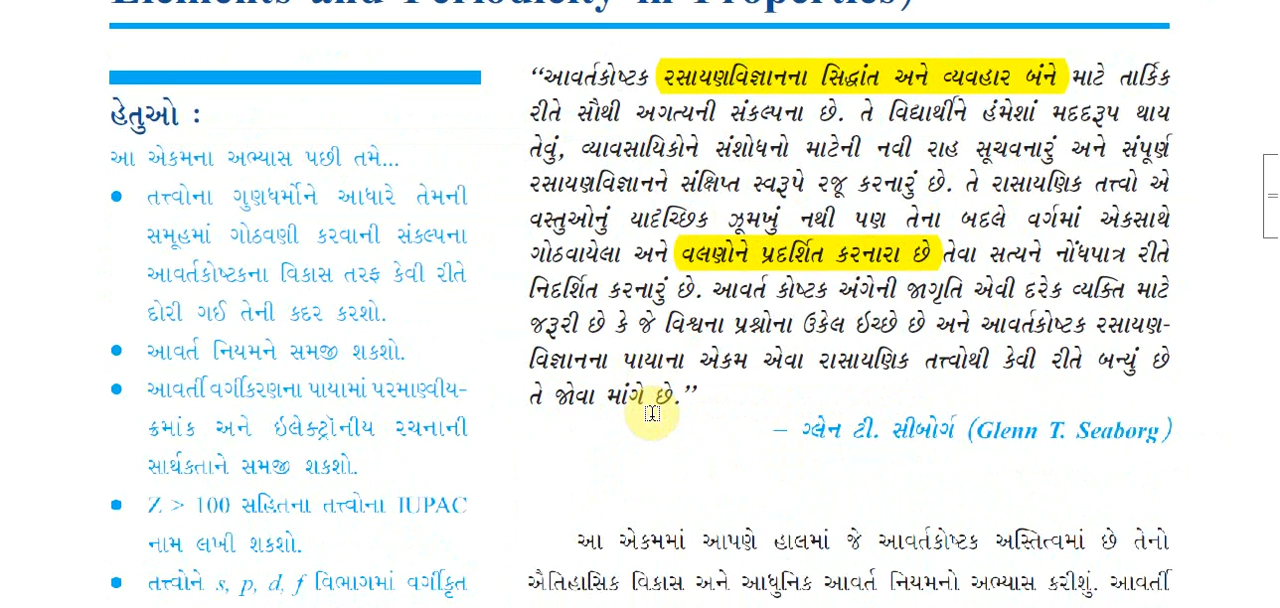 Elements and Periodicity in Properties)
હેતુઓ :
આ એકમના અભ્યાસ પછી તમે...
• તત્ત્વોના ગુણધર્મોને આધારે તેમની
સમૂહમાં ગોઠવણી કરવાની સંકલ્પના
આવર્તકોષ્ટકના વિકાસ તરફ કેવી રીતે
દોરી ગઈ તેની કદર કરશો.
• આવર્ત નિયમને સમજી શકશો.
• આવર્તી વર્ગીકરણના પાયામાં પરમાણ્વીય-
ક્રમાંક અને ઇલેક્ટ્રૉનીય રચનાની
સાર્થકતાને સમજી શકશો.
• Z > 100 સહિતના તત્ત્વોના IUPAC
નામ લખી શકશો.
• તત્ત્વોને s, p, d, f વિભાગમાં વર્ગીકૃત
“આવર્તકોષ્ટક રસાયણવિજ્ઞાનના સિદ્ધાંત અને વ્યવહાર બંને માટે તાર્કિક
રીતે સૌથી અગત્યની સંકલ્પના છે. તે વિદ્યાર્થીને હંમેશાં મદદરૂપ થાય
તેવું, વ્યાવસાયિકોને સંશોધનો માટેની નવી રાહ સૂચવનારું અને સંપૂર્ણ
રસાયણવિજ્ઞાનને સંક્ષિપ્ત સ્વરૂપે રજૂ કરનારું છે. તે રાસાયણિક તત્ત્વો એ
વસ્તુઓનું યાદૃચ્છિક ઝૂમખું નથી પણ તેના બદલે વર્ગમાં એકસાથે
ગોઠવાયેલા અને વલણોને પ્રદર્શિત કરનારા છે તેવા સત્યને નોંધપાત્ર રીતે
નિદર્શિત કરનારું છે. આવર્ત કોષ્ટક અંગેની જાગૃતિ એવી દરેક વ્યક્તિ માટે
જરૂરી છે કે જે વિશ્વના પ્રશ્નોના ઉકેલ ઇચ્છે છે અને આવર્તકોષ્ટક રસાયણ-
વિજ્ઞાનના પાયાના એકમ એવા રાસાયણિક તત્ત્વોથી કેવી રીતે બન્યું છે
તે જોવા માંગે છે.”
– ગ્લેન ટી. સીબોર્ગ (Glenn T. Seaborg)
આ એકમમાં આપણે હાલમાં જે આવર્તકોષ્ટક અસ્તિત્વમાં છે તેનો
ઐતિહાસિક વિકાસ અને આધુનિક આવર્ત નિયમનો અભ્યાસ કરીશું. આવર્તી